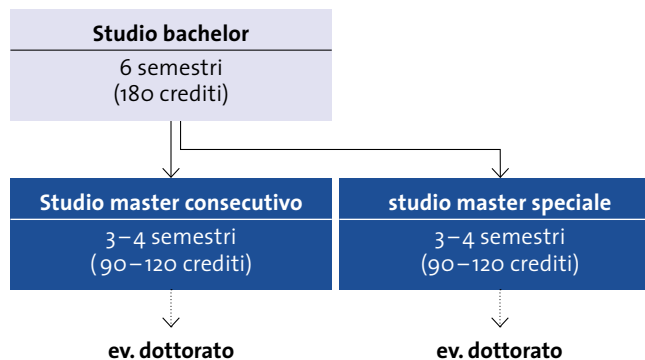 Studio bachelor
6 semestri
(180 crediti)
Studio master consecutivo
3–4 semestri
( 90–120 crediti)
studio master speciale
3–4 semestri
(90–120 crediti)
ev. dottorato
ev. dottorato